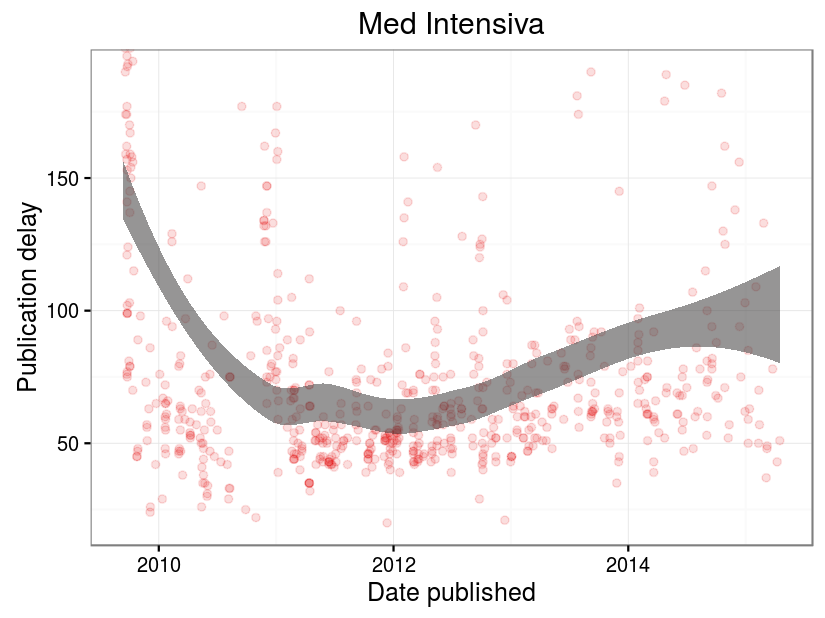 Med Intensiva
Publication delay
150
100
50
2010 2012 2014
Date published